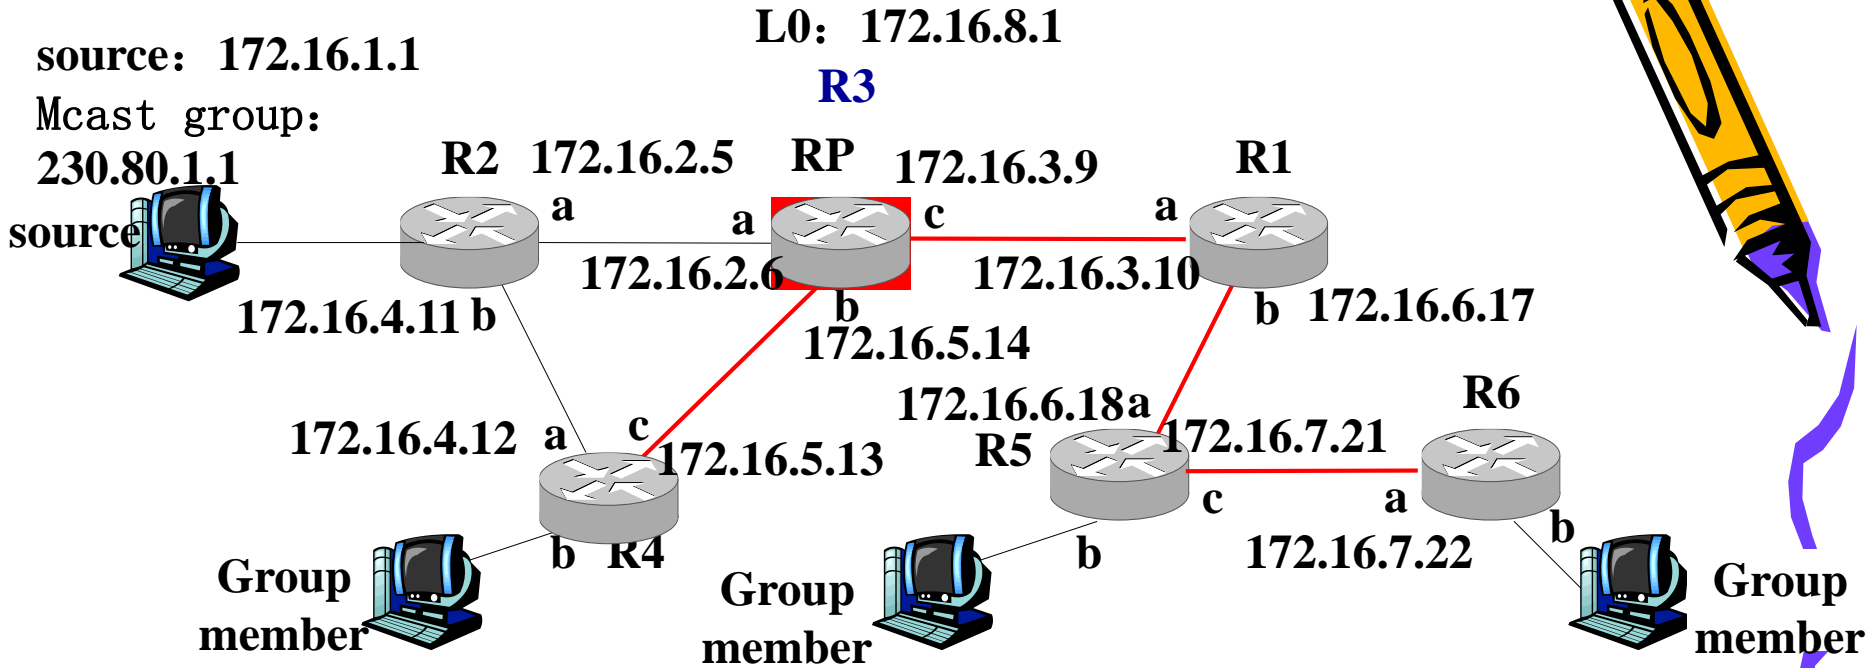 L0：172.16.8.1
source：172.16.1.1
R3
Mcast group：
230.80.1.1
R2
172.16.2.5
RP
172.16.3.9
R1
source
a
a
c
a
172.16.2.6
172.16.3.10
172.16.4.11
b
b
b
172.16.6.17
172.16.5.14
172.16.6.18
a
R6
172.16.4.12
a
c
172.16.5.13
R5
172.16.7.21
c
a
b
b
R4
b
172.16.7.22
Group
member
Group
member
Group
member